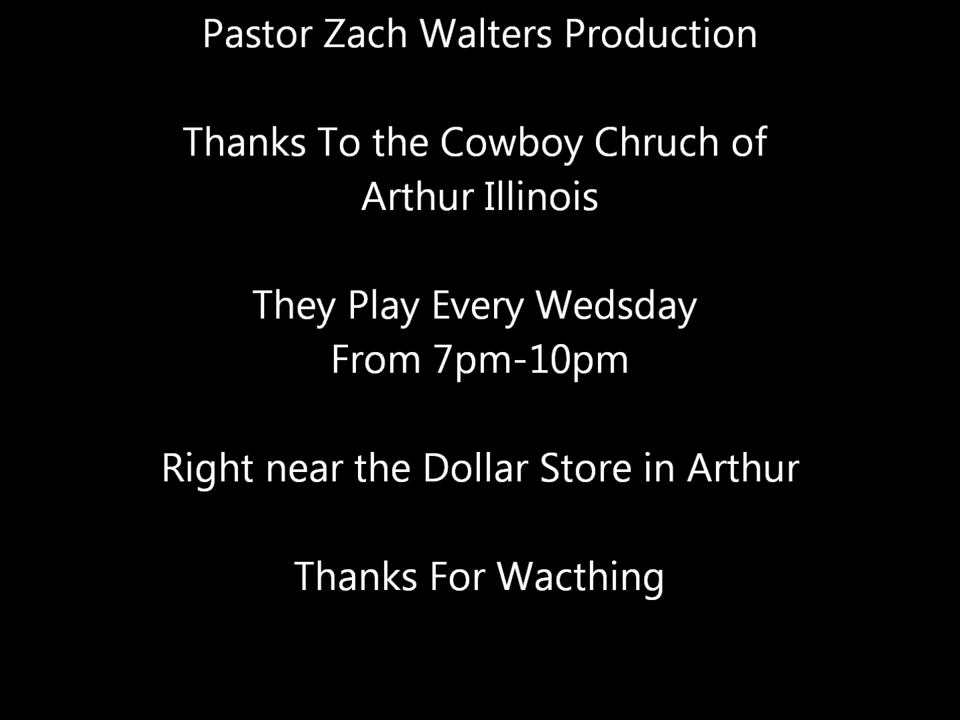 Pastor Zach Walters Production
Thanks To the Cowboy Chruch of
Arthur Illinois
They Play Every Wedsday
From 7pm-10pm
Right near the Dollar Store in Arthur
Thanks For Wacthing